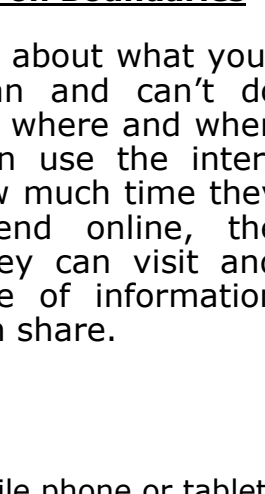 on Boundaries
about what you
and can't do
where and when
use the inter
much time they
end online, the
can visit and
of information
share.
ile phone or tablet